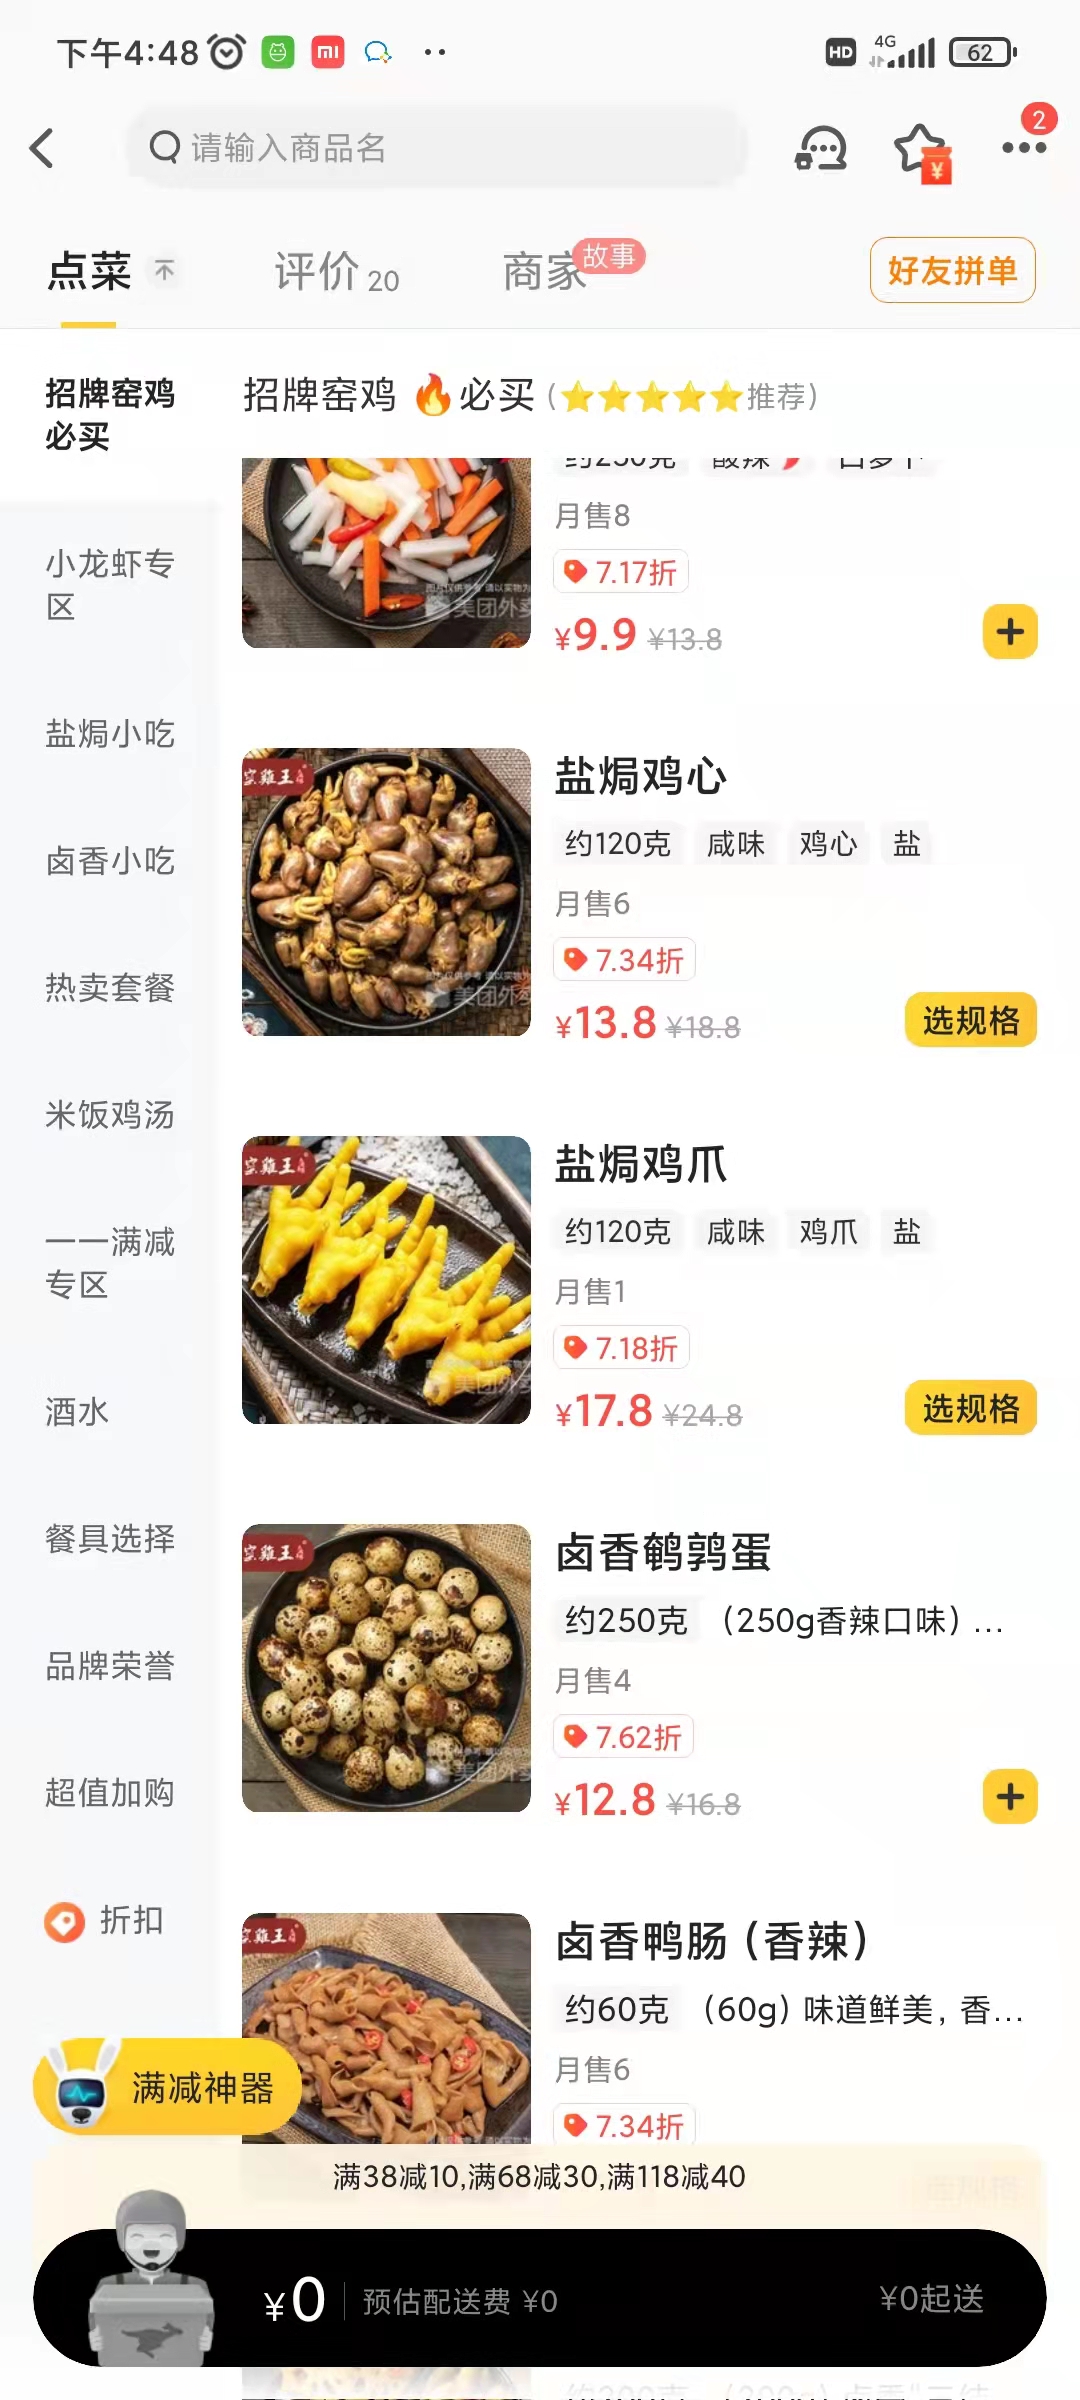 下午4:48
HD 4G 62
请输入商品名
2
点菜 评价 20 商家 故事 好友拼单
招牌窑鸡
必买
小龙虾专
区
盐焗小吃
卤香小吃
热卖套餐
米饭鸡汤
一一满减
专区
酒水
餐具选择
品牌荣誉
超值加购
折扣
招牌窑鸡 🔥必买 (⭐⭐⭐⭐⭐推荐)
月售8
7.17折
¥9.9 ¥13.8
盐焗鸡心
约120克 咸味 鸡心 盐
月售6
7.34折
¥13.8 ¥18.8
选规格
盐焗鸡爪
约120克 咸味 鸡爪 盐
月售1
7.18折
¥17.8 ¥24.8
选规格
卤香鹌鹑蛋
约250克 (250g香辣口味) ...
月售4
7.62折
¥12.8 ¥16.8
卤香鸭肠 (香辣)
约60克 (60g) 味道鲜美, 香...
月售6
7.34折
满减神器
满38减10,满68减30,满118减40
¥0 预估配送费 ¥0 ¥0起送